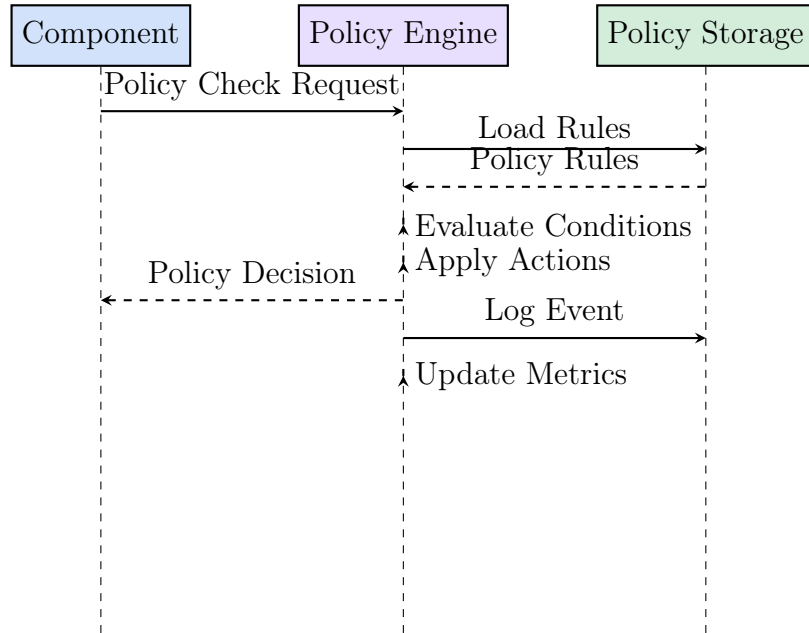 Component
Policy Engine
Policy Storage
Policy Check Request
Load Rules
Policy Rules
Evaluate Conditions
Apply Actions
Policy Decision
Log Event
Update Metrics